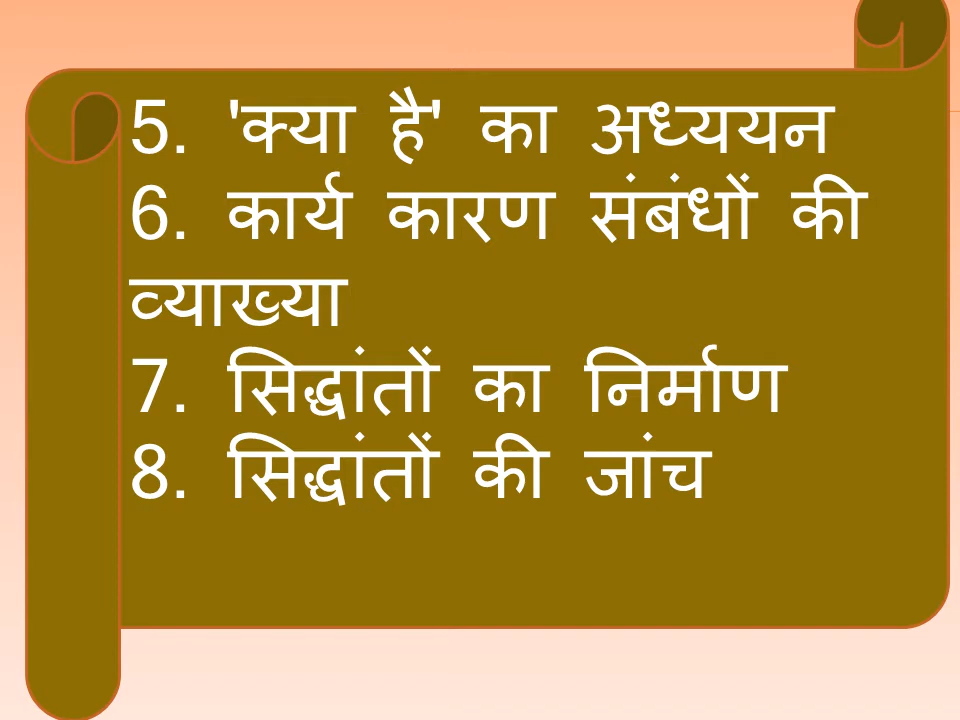 5. 'क्या है' का अध्ययन
6. कार्य कारण संबंधों की
व्याख्या
7. सिद्धांतों का निर्माण
8. सिद्धांतों की जांच